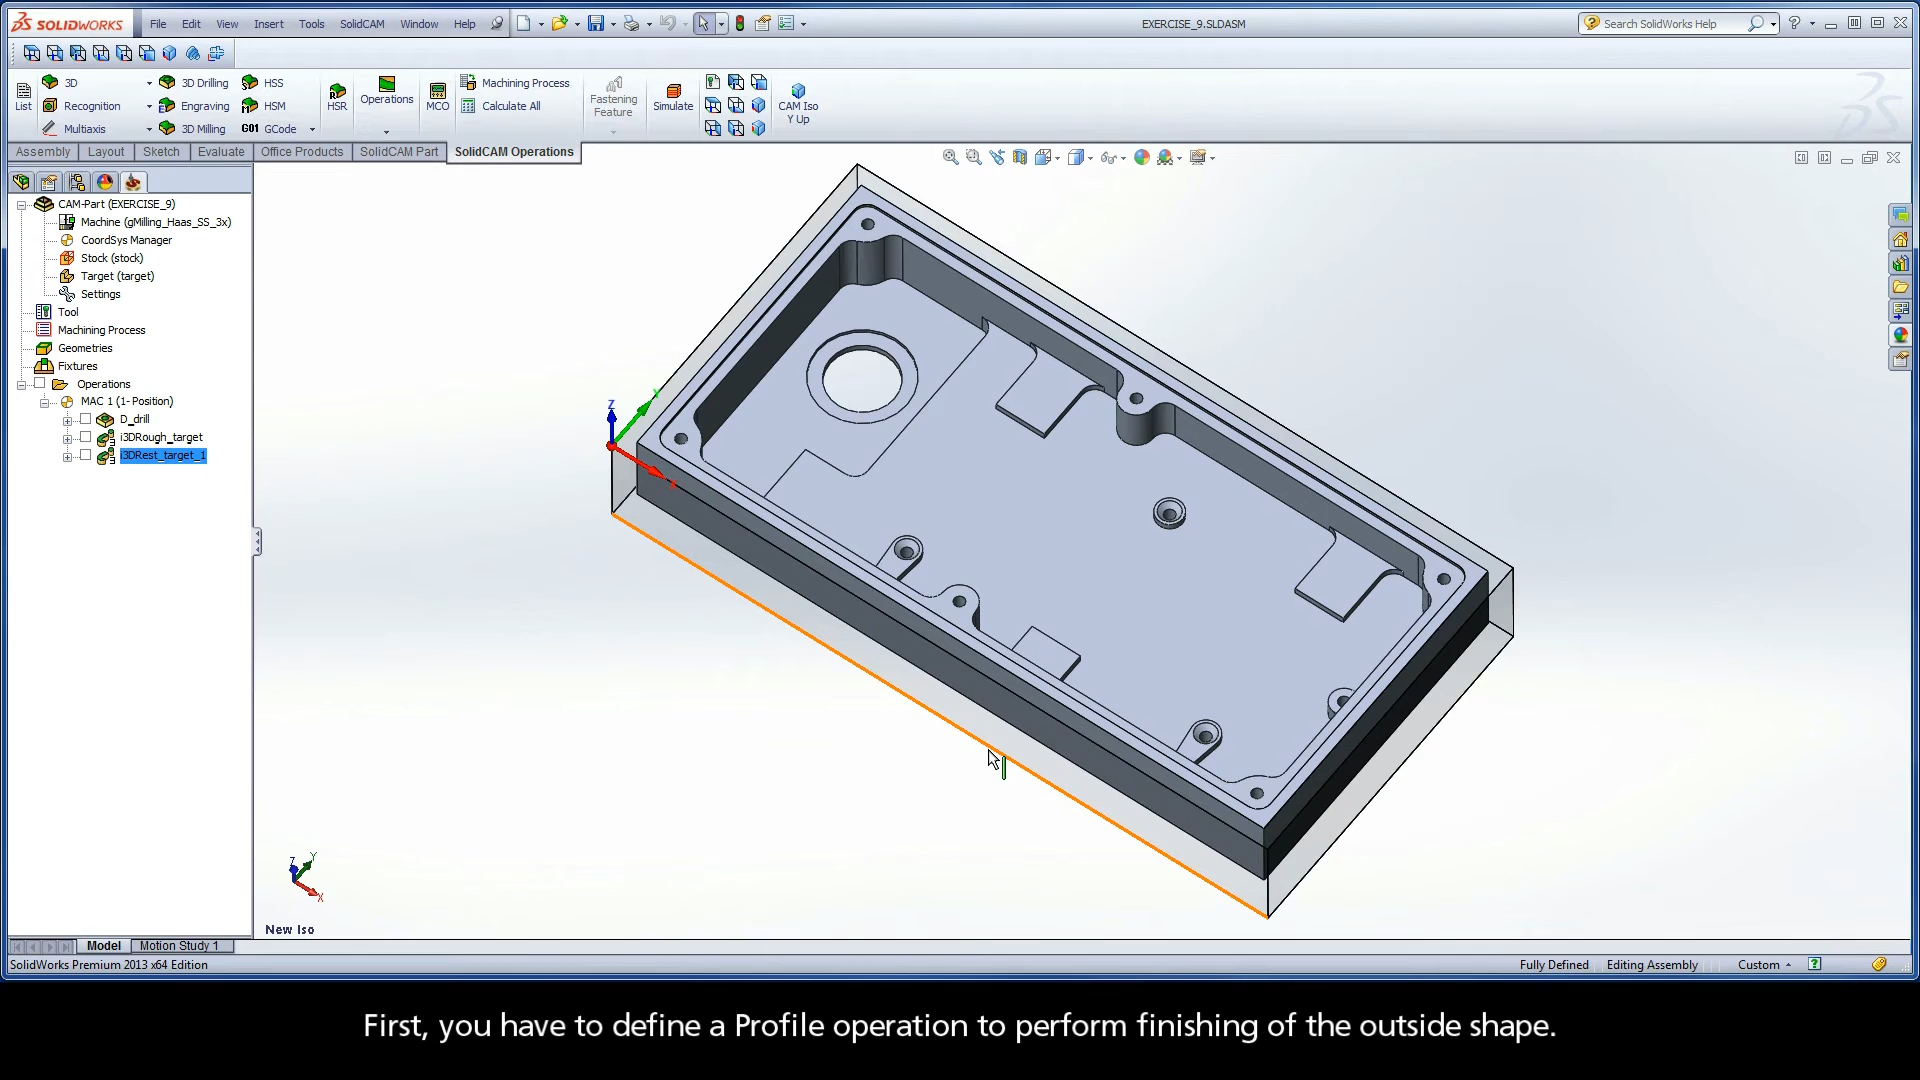 SOLIDWORKS File Edit View Insert Tools SolidCAM Window Help EXERCISE_9.SLDASM Search SolidWorks Help
List 3D 3D Drilling HSS
Recognition Engraving HSM
Multiaxis 3D Milling G01 GCode
HSR Operations MCO
Machining Process
Calculate All
Fastening
Feature
Simulate
CAM Iso
Y Up
Assembly Layout Sketch Evaluate Office Products SolidCAM Part SolidCAM Operations
CAM-Part (EXERCISE_9)
Machine (gMilling_Haas_SS_3x)
CoordSys Manager
Stock (stock)
Target (target)
Settings
Tool
Machining Process
Geometries
Fixtures
Operations
MAC 1 (1- Position)
D_drill
i3DRough_target
i3DRest_target_1
Z
Z Y X
New Iso
Model Motion Study 1
SolidWorks Premium 2013 x64 Edition Fully Defined Editing Assembly Custom
First, you have to define a Profile operation to perform finishing of the outside shape.